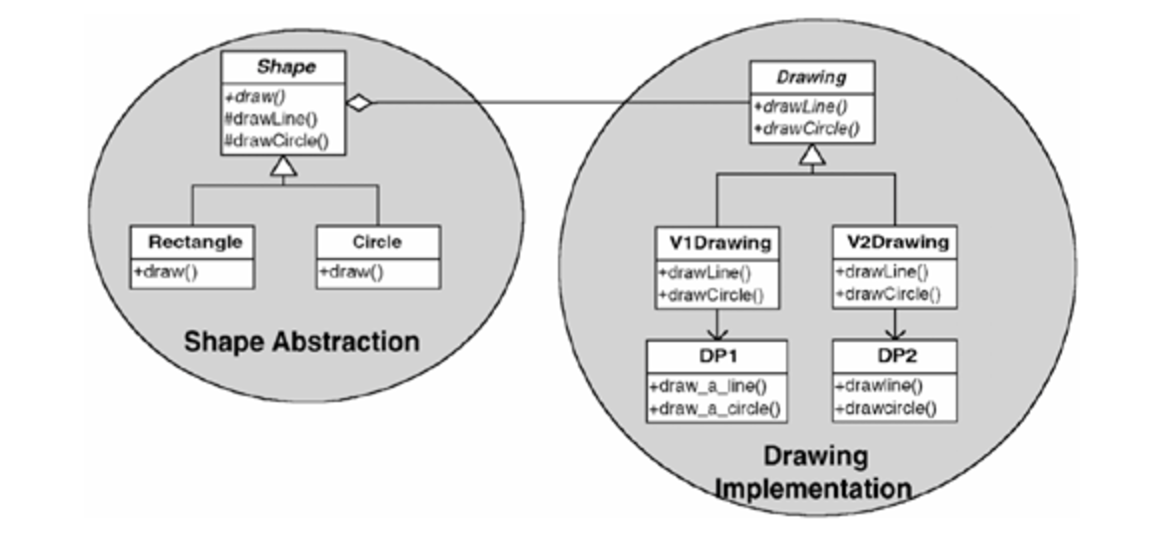 Shape
+draw()
#drawLine()
#drawCircle()
Rectangle
+draw()
Circle
+draw()
Shape Abstraction
Drawing
+drawLine()
+drawCircle()
V1Drawing
+drawLine()
+drawCircle()
V2Drawing
+drawLine()
+drawCircle()
DP1
+draw_a_line()
+draw_a_circle()
DP2
+drawline()
+drawcircle()
Drawing
Implementation